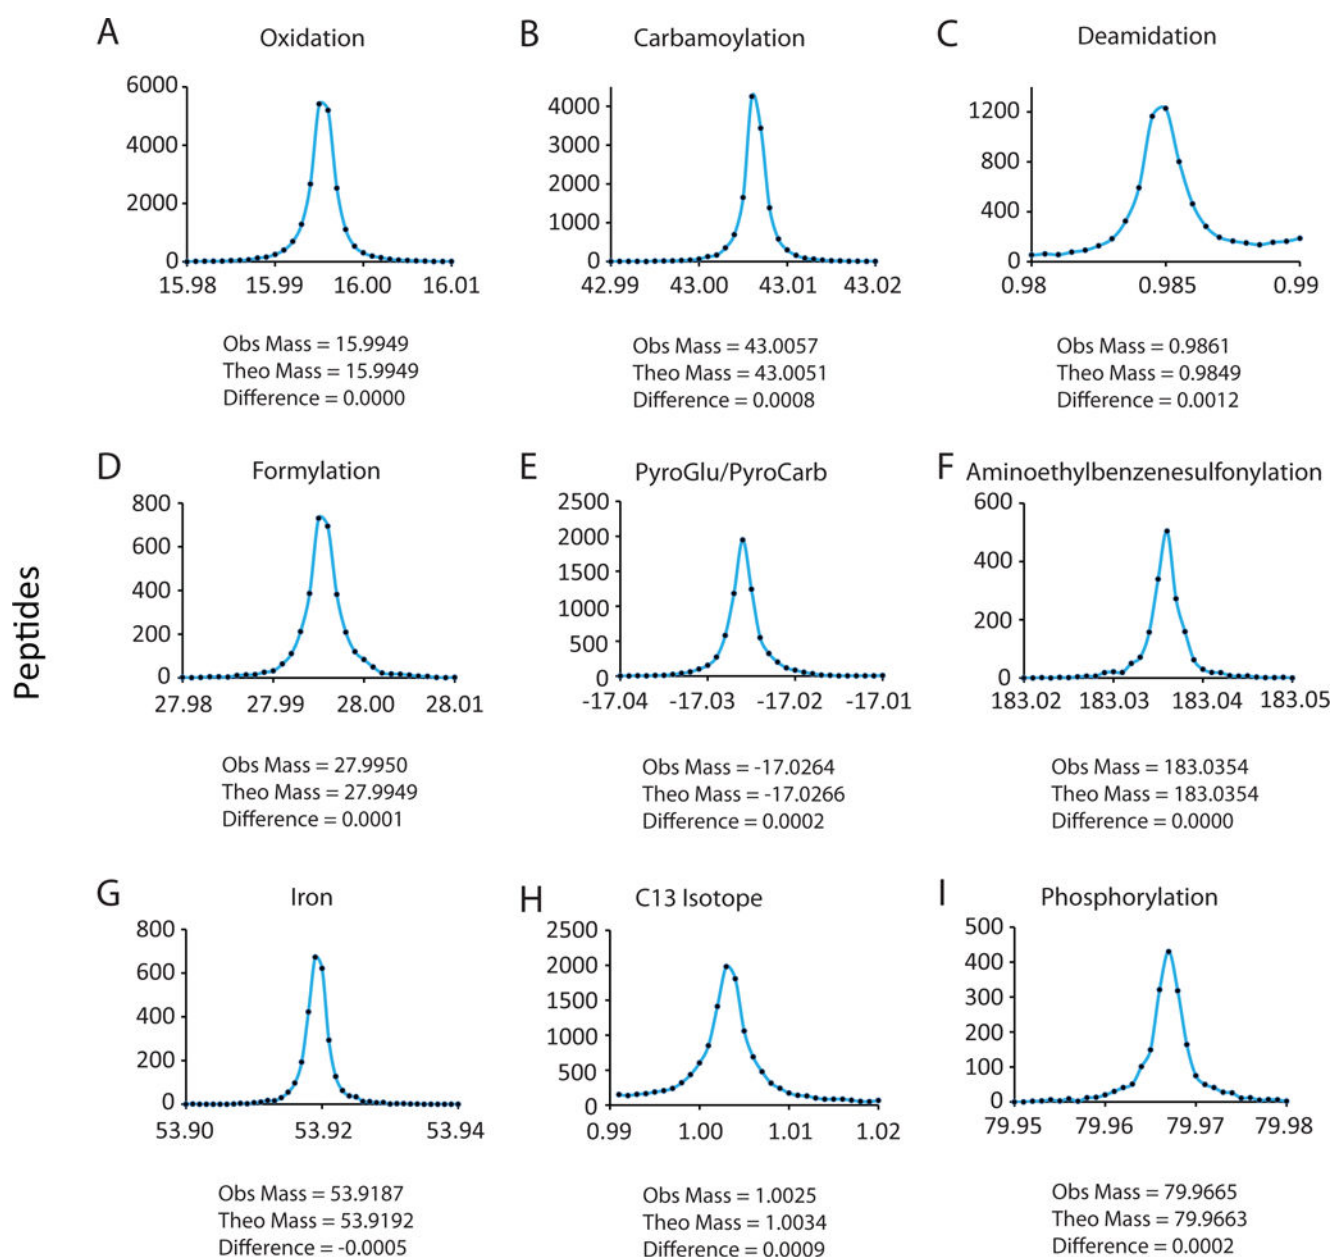 Peptides
A Oxidation
6000
4000
2000
0
15.98 15.99 16.00 16.01
Obs Mass = 15.9949
Theo Mass = 15.9949
Difference = 0.0000
B Carbamoylation
4000
3000
2000
1000
0
42.99 43.00 43.01 43.02
Obs Mass = 43.0057
Theo Mass = 43.0051
Difference = 0.0008
C Deamidation
1200
800
400
0
0.98 0.985 0.99
Obs Mass = 0.9861
Theo Mass = 0.9849
Difference = 0.0012
D Formylation
800
600
400
200
0
27.98 27.99 28.00 28.01
Obs Mass = 27.9950
Theo Mass = 27.9949
Difference = 0.0001
E PyroGlu/PyroCarb
2500
2000
1500
1000
500
0
-17.04 -17.03 -17.02 -17.01
Obs Mass = -17.0264
Theo Mass = -17.0266
Difference = 0.0002
F Aminoethylbenzenesulfonylation
600
400
200
0
183.02 183.03 183.04 183.05
Obs Mass = 183.0354
Theo Mass = 183.0354
Difference = 0.0000
G Iron
800
600
400
200
0
53.90 53.92 53.94
Obs Mass = 53.9187
Theo Mass = 53.9192
Difference = -0.0005
H C13 Isotope
2500
2000
1500
1000
500
0
0.99 1.00 1.01 1.02
Obs Mass = 1.0025
Theo Mass = 1.0034
Difference = 0.0009
I Phosphorylation
500
400
300
200
100
0
79.95 79.96 79.97 79.98
Obs Mass = 79.9665
Theo Mass = 79.9663
Difference = 0.0002